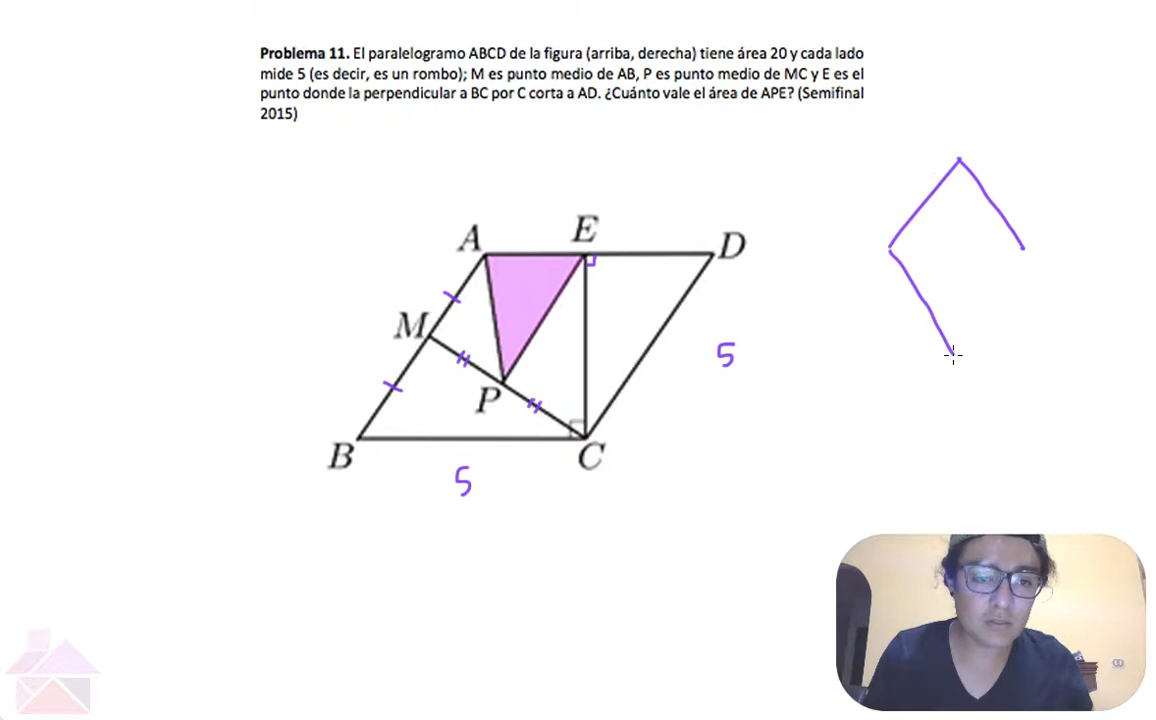 Problema 11. El paralelogramo ABCD de la figura (arriba, derecha) tiene área 20 y cada lado
mide 5 (es decir, es un rombo); M es punto medio de AB, P es punto medio de MC y E es el
punto donde la perpendicular a BC por C corta a AD. ¿Cuánto vale el área de APE? (Semifinal
2015)
A
E
D
M
P
5
B
C
5